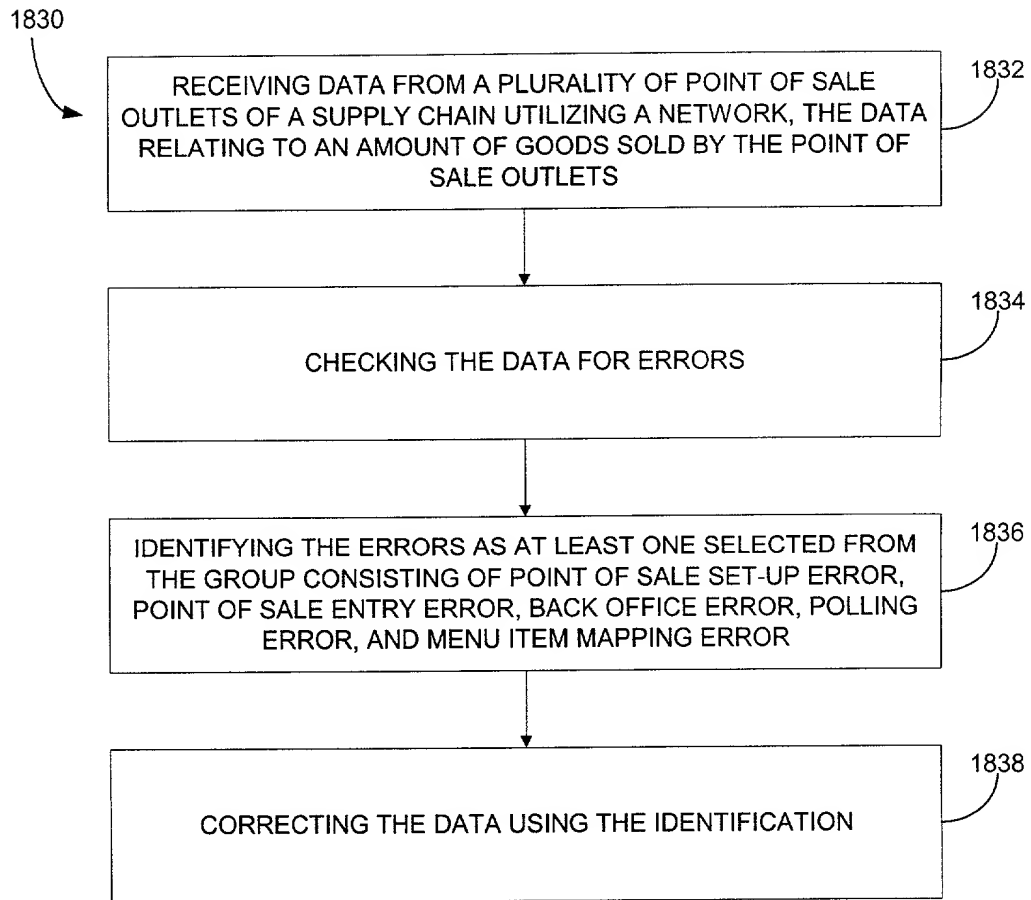 1830
1832
RECEIVING DATA FROM A PLURALITY OF POINT OF SALE
OUTLETS OF A SUPPLY CHAIN UTILIZING A NETWORK, THE DATA
RELATING TO AN AMOUNT OF GOODS SOLD BY THE POINT OF
SALE OUTLETS
1834
CHECKING THE DATA FOR ERRORS
1836
IDENTIFYING THE ERRORS AS AT LEAST ONE SELECTED FROM
THE GROUP CONSISTING OF POINT OF SALE SET-UP ERROR,
POINT OF SALE ENTRY ERROR, BACK OFFICE ERROR, POLLING
ERROR, AND MENU ITEM MAPPING ERROR
1838
CORRECTING THE DATA USING THE IDENTIFICATION